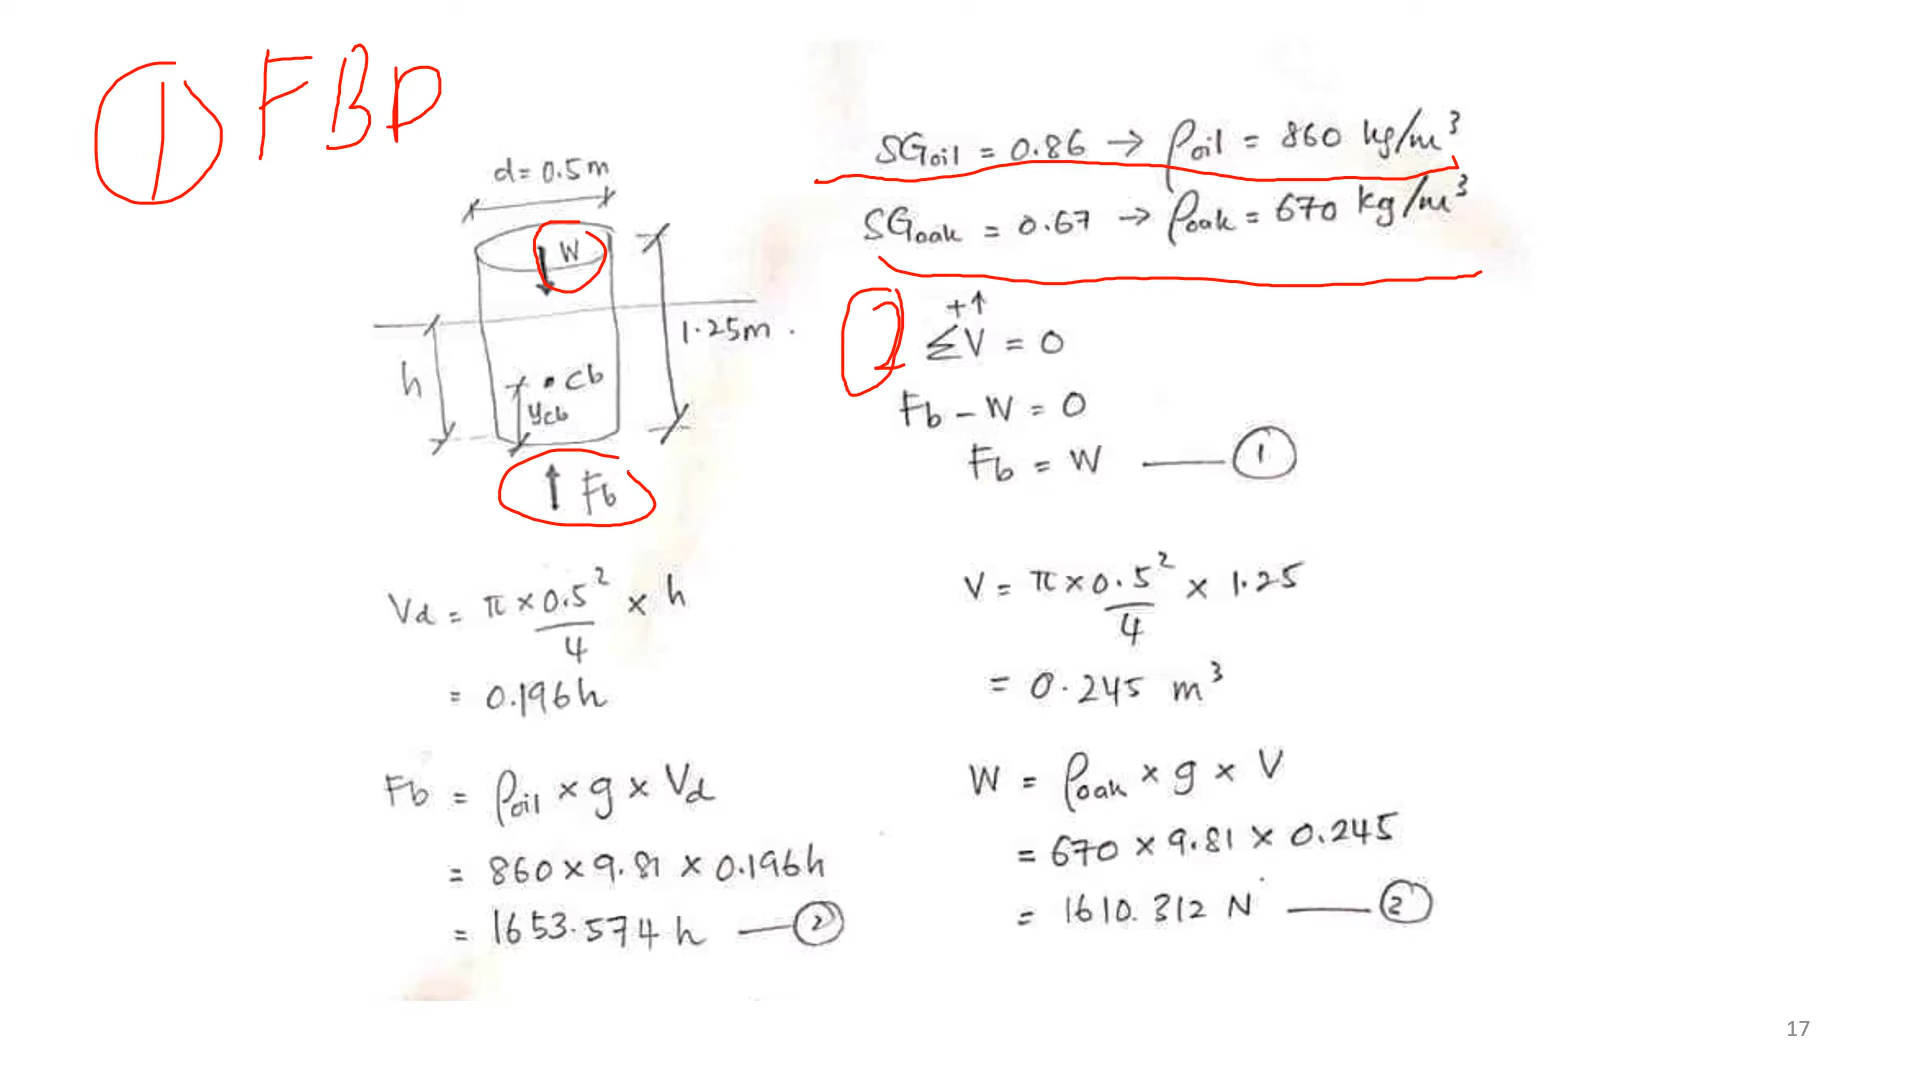 ① FBD
d= 0.5m
W
1.25m.
h
• Cb
ycb
↑ Fb
SGoil = 0.86 → ρoil = 860 kg/m³
SGoak = 0.67 → ρoak = 670 kg/m³
2
+↑
ΣV = 0
Fb - W = 0
Fb = W —— ①
Vd = π × 0.5² / 4 × h
= 0.196h
Fb = ρoil × g × Vd
= 860 × 9.81 × 0.196h
= 1653.574 h —— ②
V = π × 0.5² / 4 × 1.25
= 0.245 m³
W = ρoak × g × V
= 670 × 9.81 × 0.245
= 1610.312 N —— ②
17